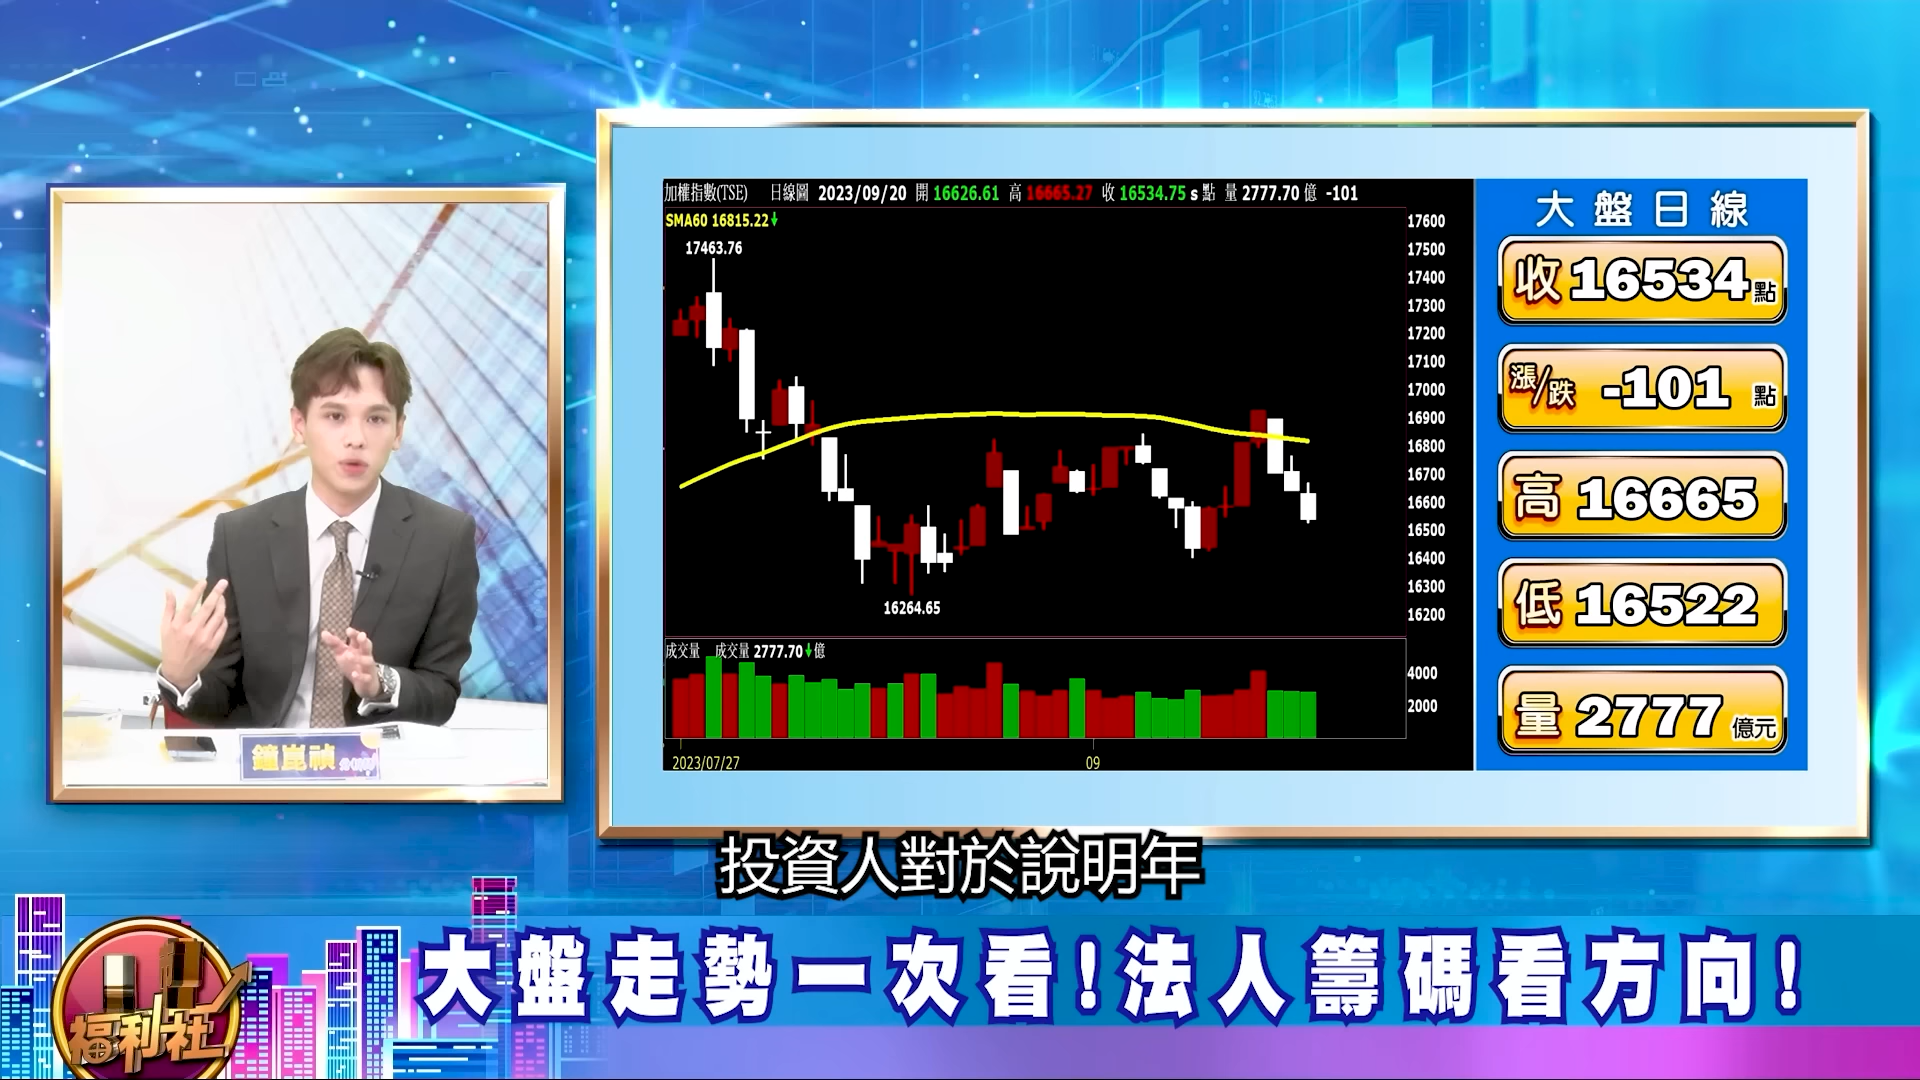 加權指數(TSE) 日線圖 2023/09/20 開 16626.61 高 16665.27 收 16534.75 s 點 量 2777.70 億 -101
SMA60 16815.22↓
17463.76
16264.65
17600
17500
17400
17300
17200
17100
17000
16900
16800
16700
16600
16500
16400
16300
16200
成交量 成交量 2777.70↓億
4000
2000
2023/07/27
09
大盤日線
收 16534 點
漲/跌 -101 點
高 16665
低 16522
量 2777 億元
鐘崑禎
投資人對於說明年
大盤走勢一次看!法人籌碼看方向!
福利社